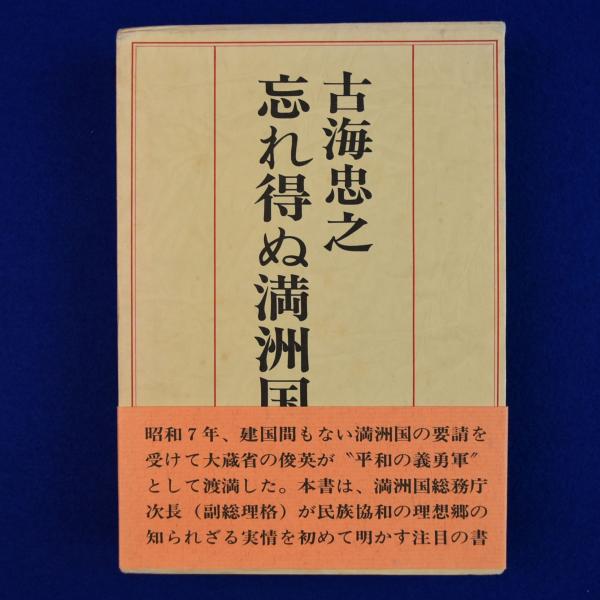 古海忠之
忘れ得ぬ満洲国
昭和7年、建国間もない満洲国の要請を
受けて大蔵省の俊英が〝平和の義勇軍〟
として渡満した。本書は、満洲国総務庁
次長（副総理格）が民族協和の理想郷の
知られざる実情を初めて明かす注目の書